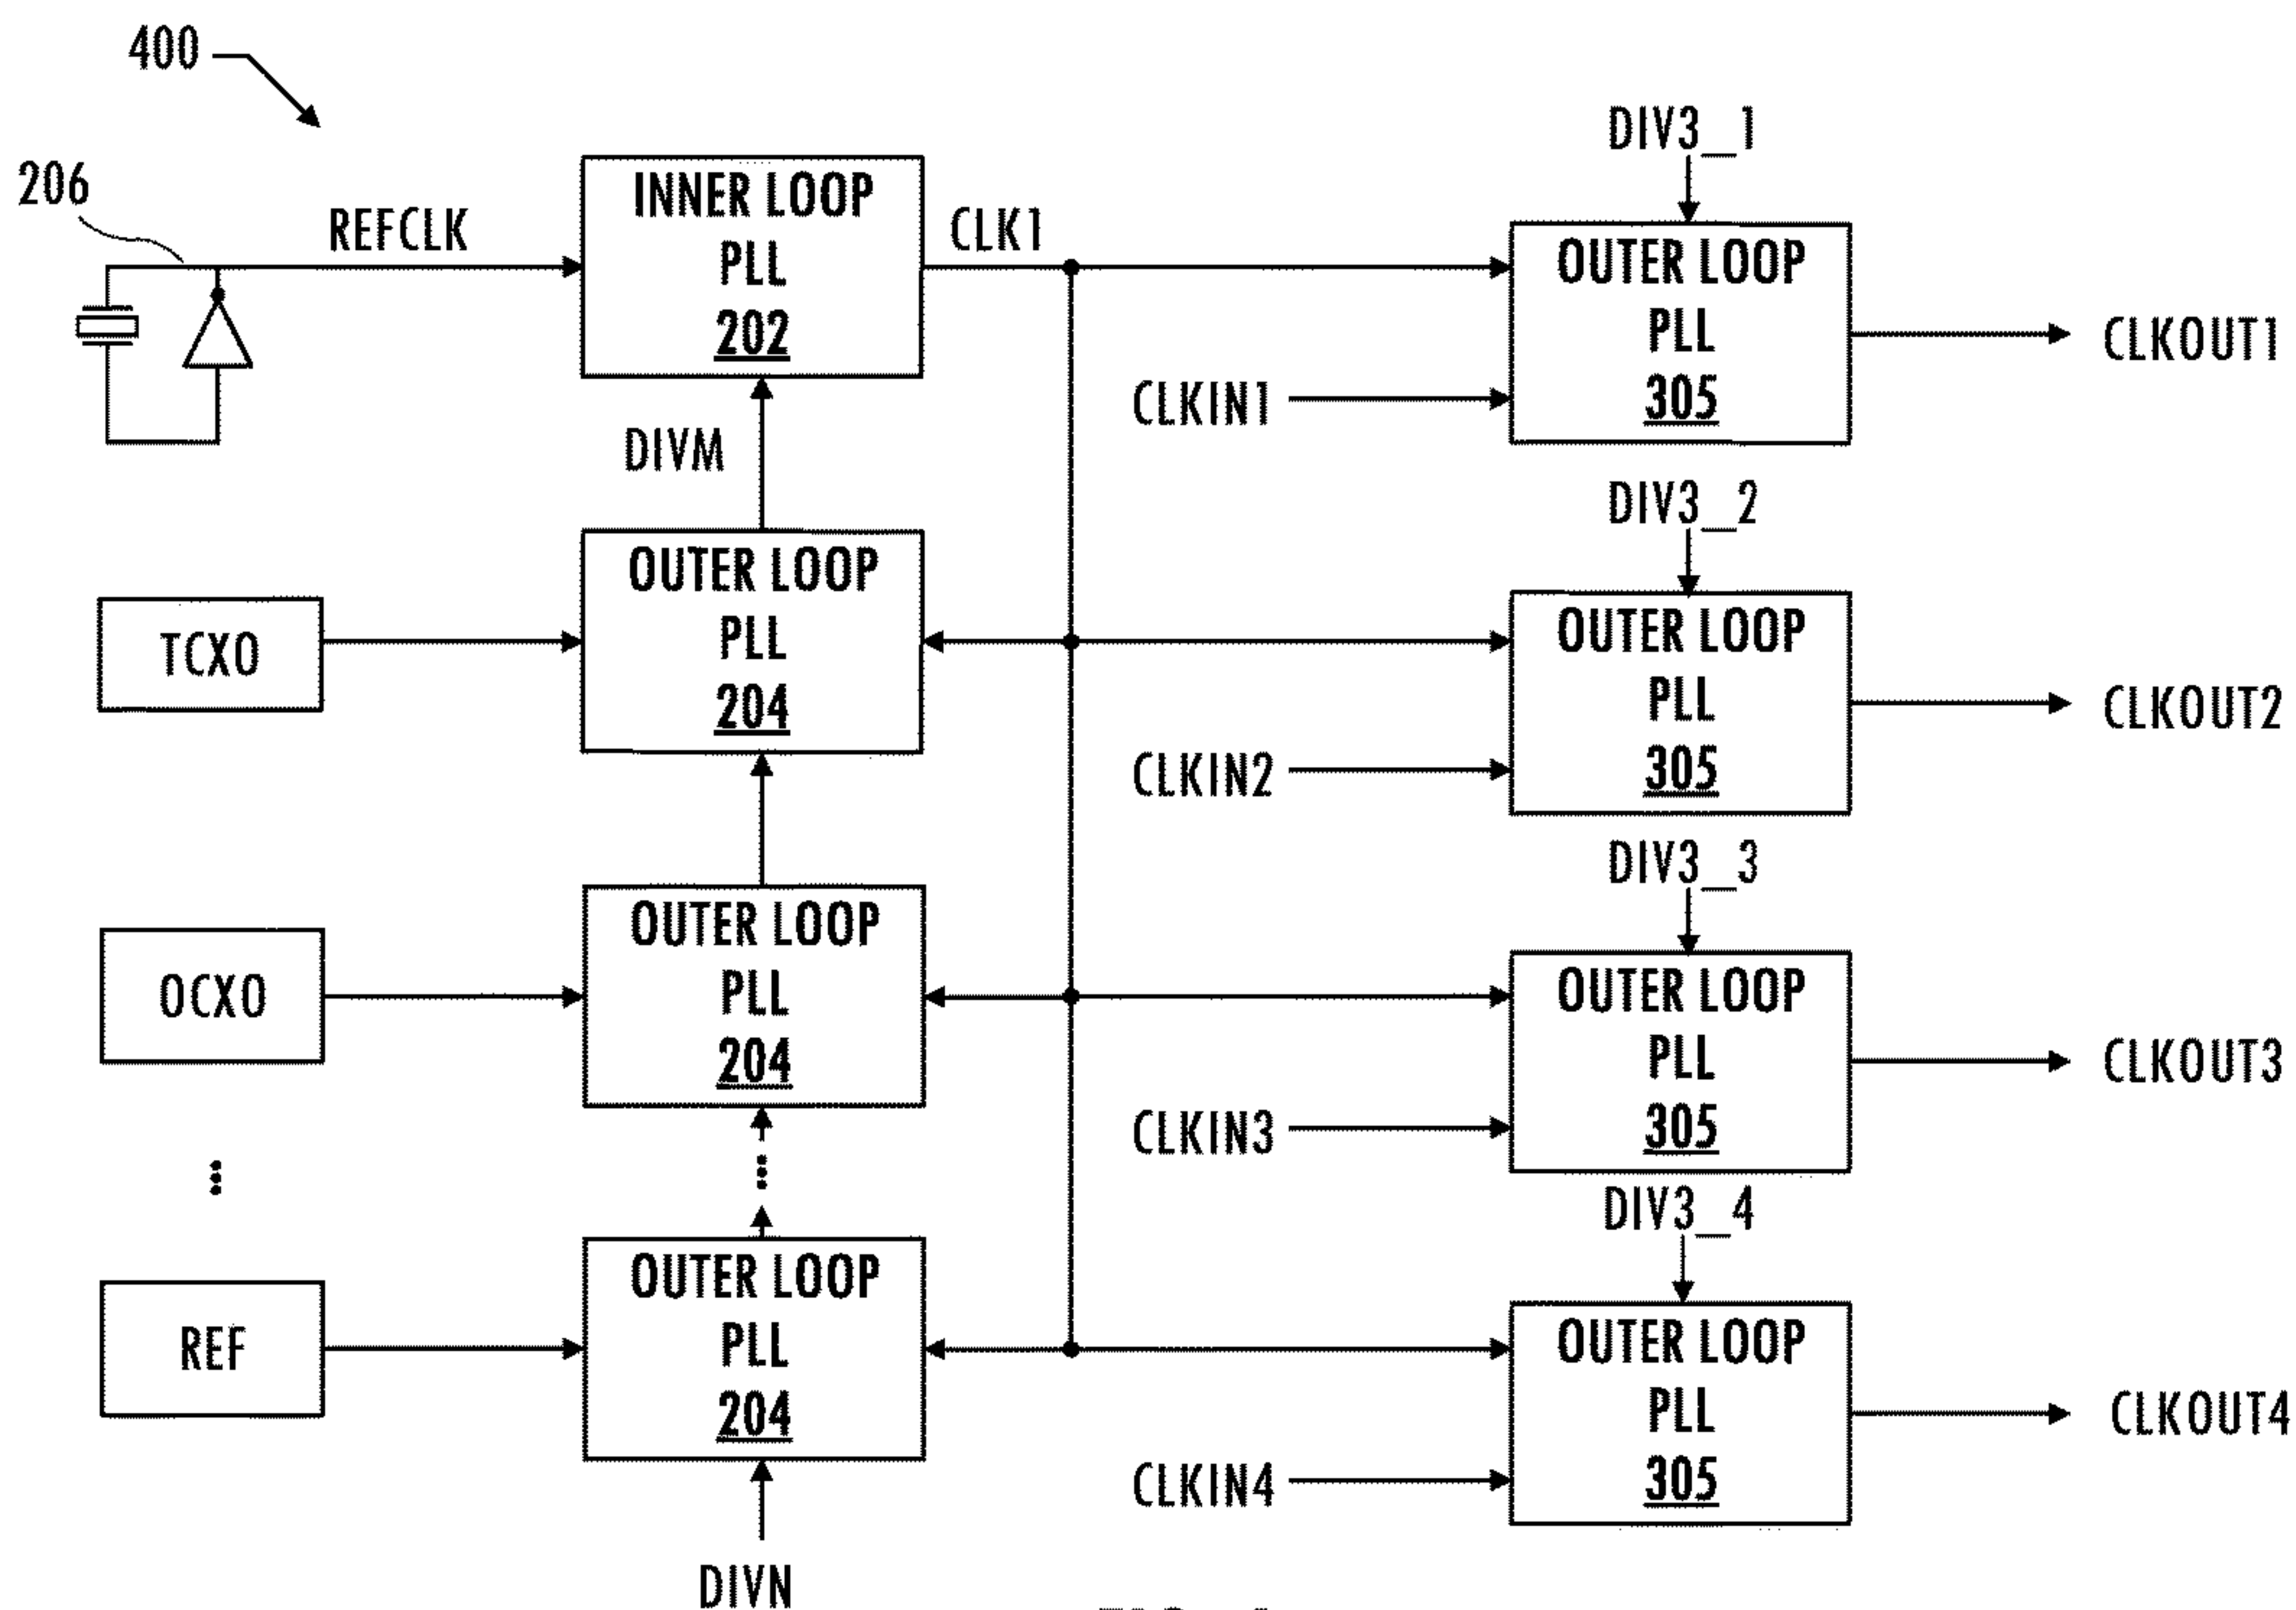 400
206
REFCLK
INNER LOOP
PLL
202
CLK1
DIV3_1
OUTER LOOP
PLL
305
CLKIN1
CLKOUT1
DIVM
TCXO
OUTER LOOP
PLL
204
DIV3_2
OUTER LOOP
PLL
305
CLKIN2
CLKOUT2
OCXO
OUTER LOOP
PLL
204
DIV3_3
OUTER LOOP
PLL
305
CLKIN3
CLKOUT3
...
...
REF
OUTER LOOP
PLL
204
DIV3_4
OUTER LOOP
PLL
305
CLKIN4
CLKOUT4
DIVN